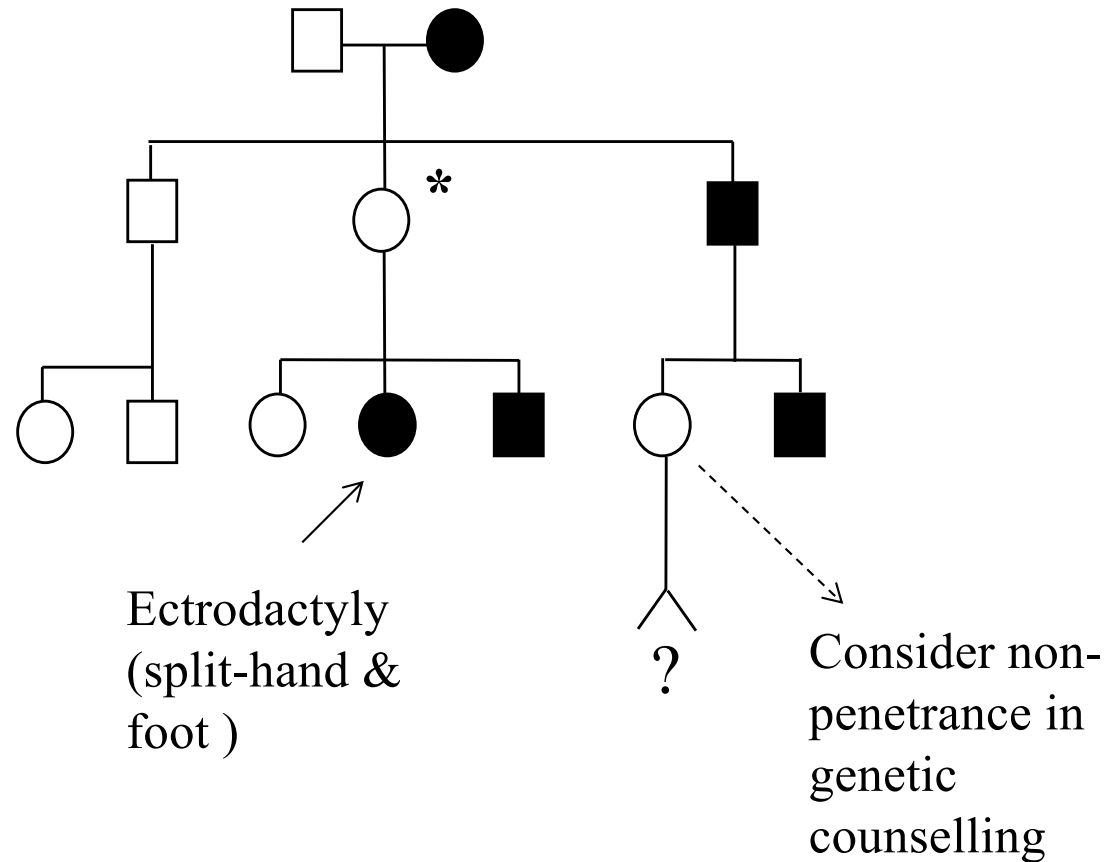 *
Ectrodactyly
(split-hand &
foot )
?
Consider non-
penetrance in
genetic
counselling